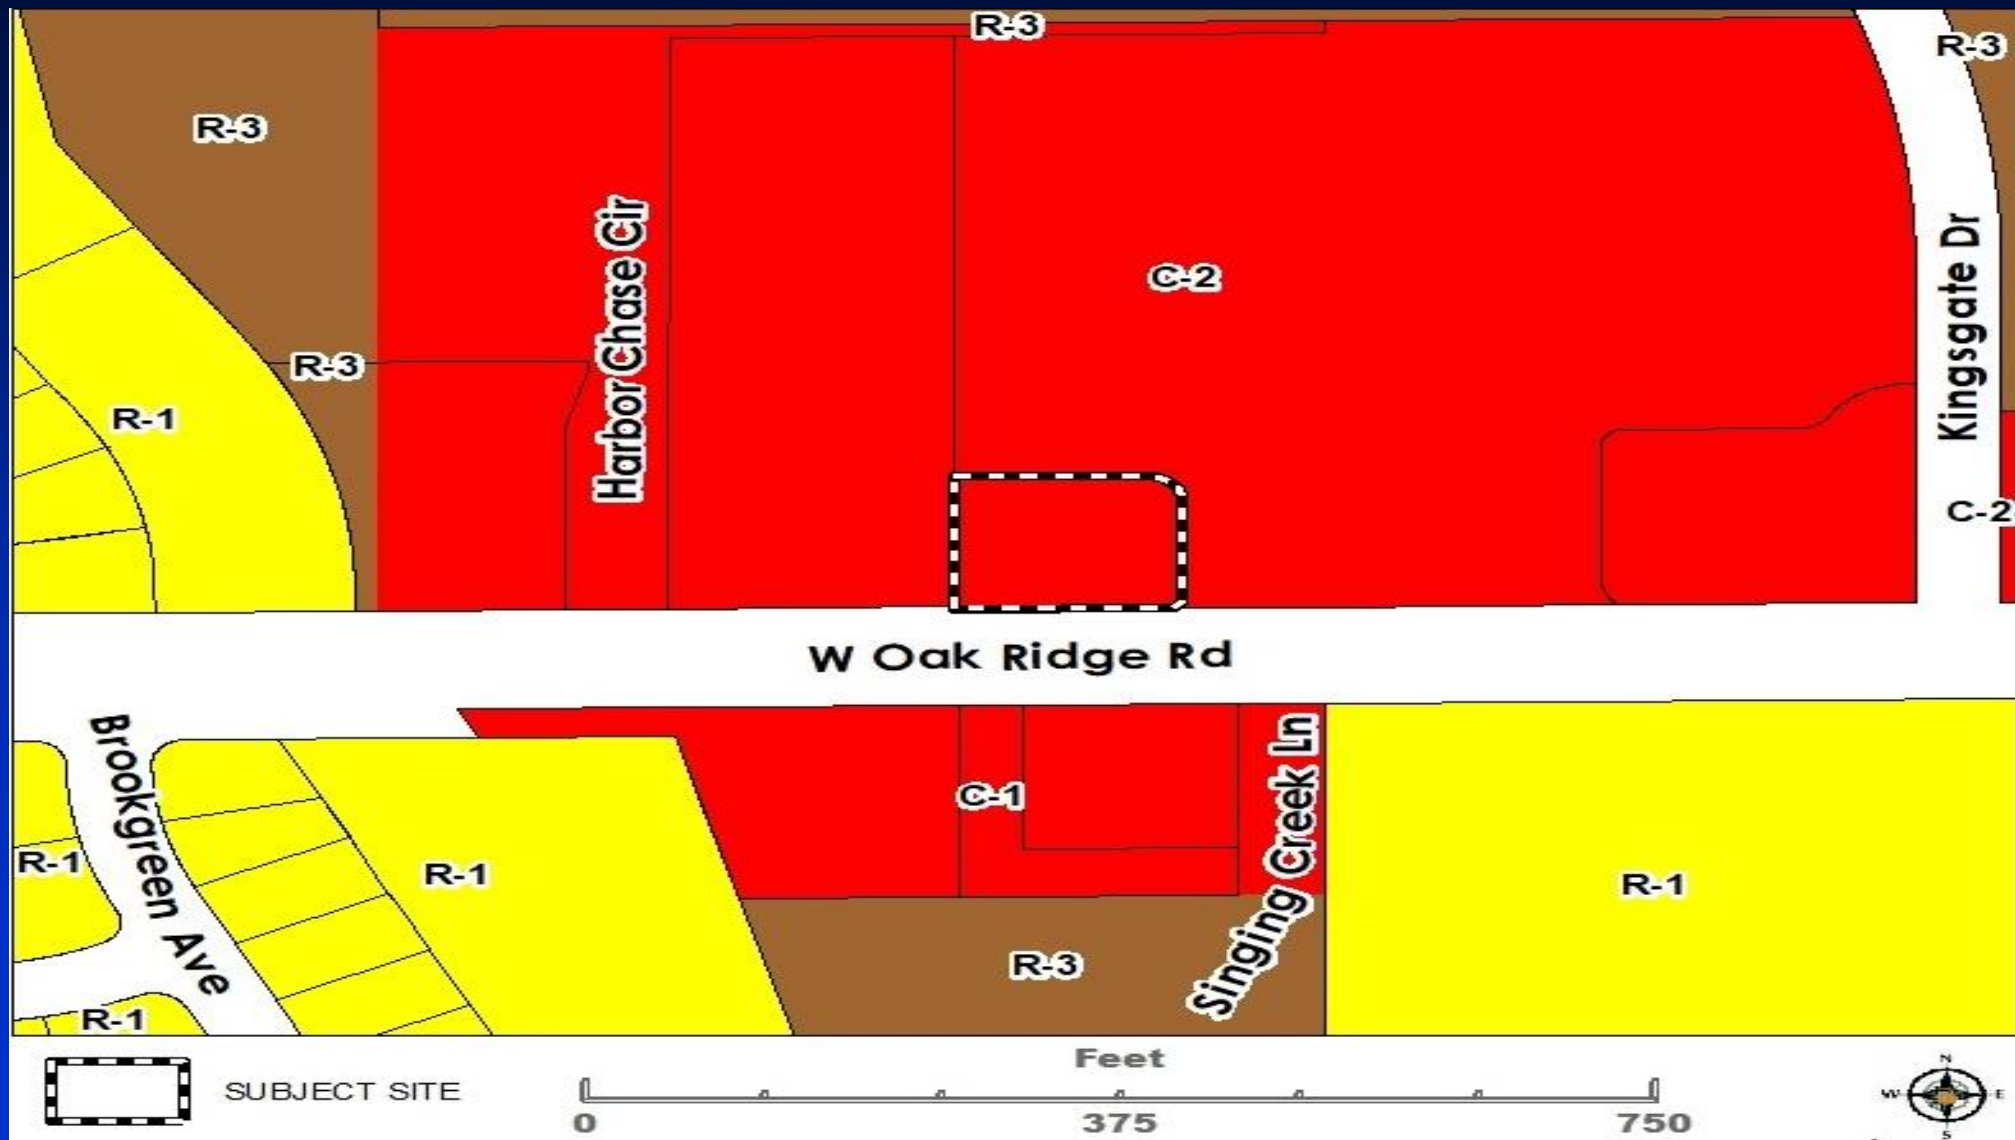 R-3
R-3
R-3
Harbor Chase Cir
C-2
Kingsgate Dr
R-3
R-1
C-2
W Oak Ridge Rd
Brookgreen Ave
Singing Creek Ln
C-1
R-1
R-1
R-1
R-3
R-1
SUBJECT SITE
Feet
0 375 750
N
W E
S